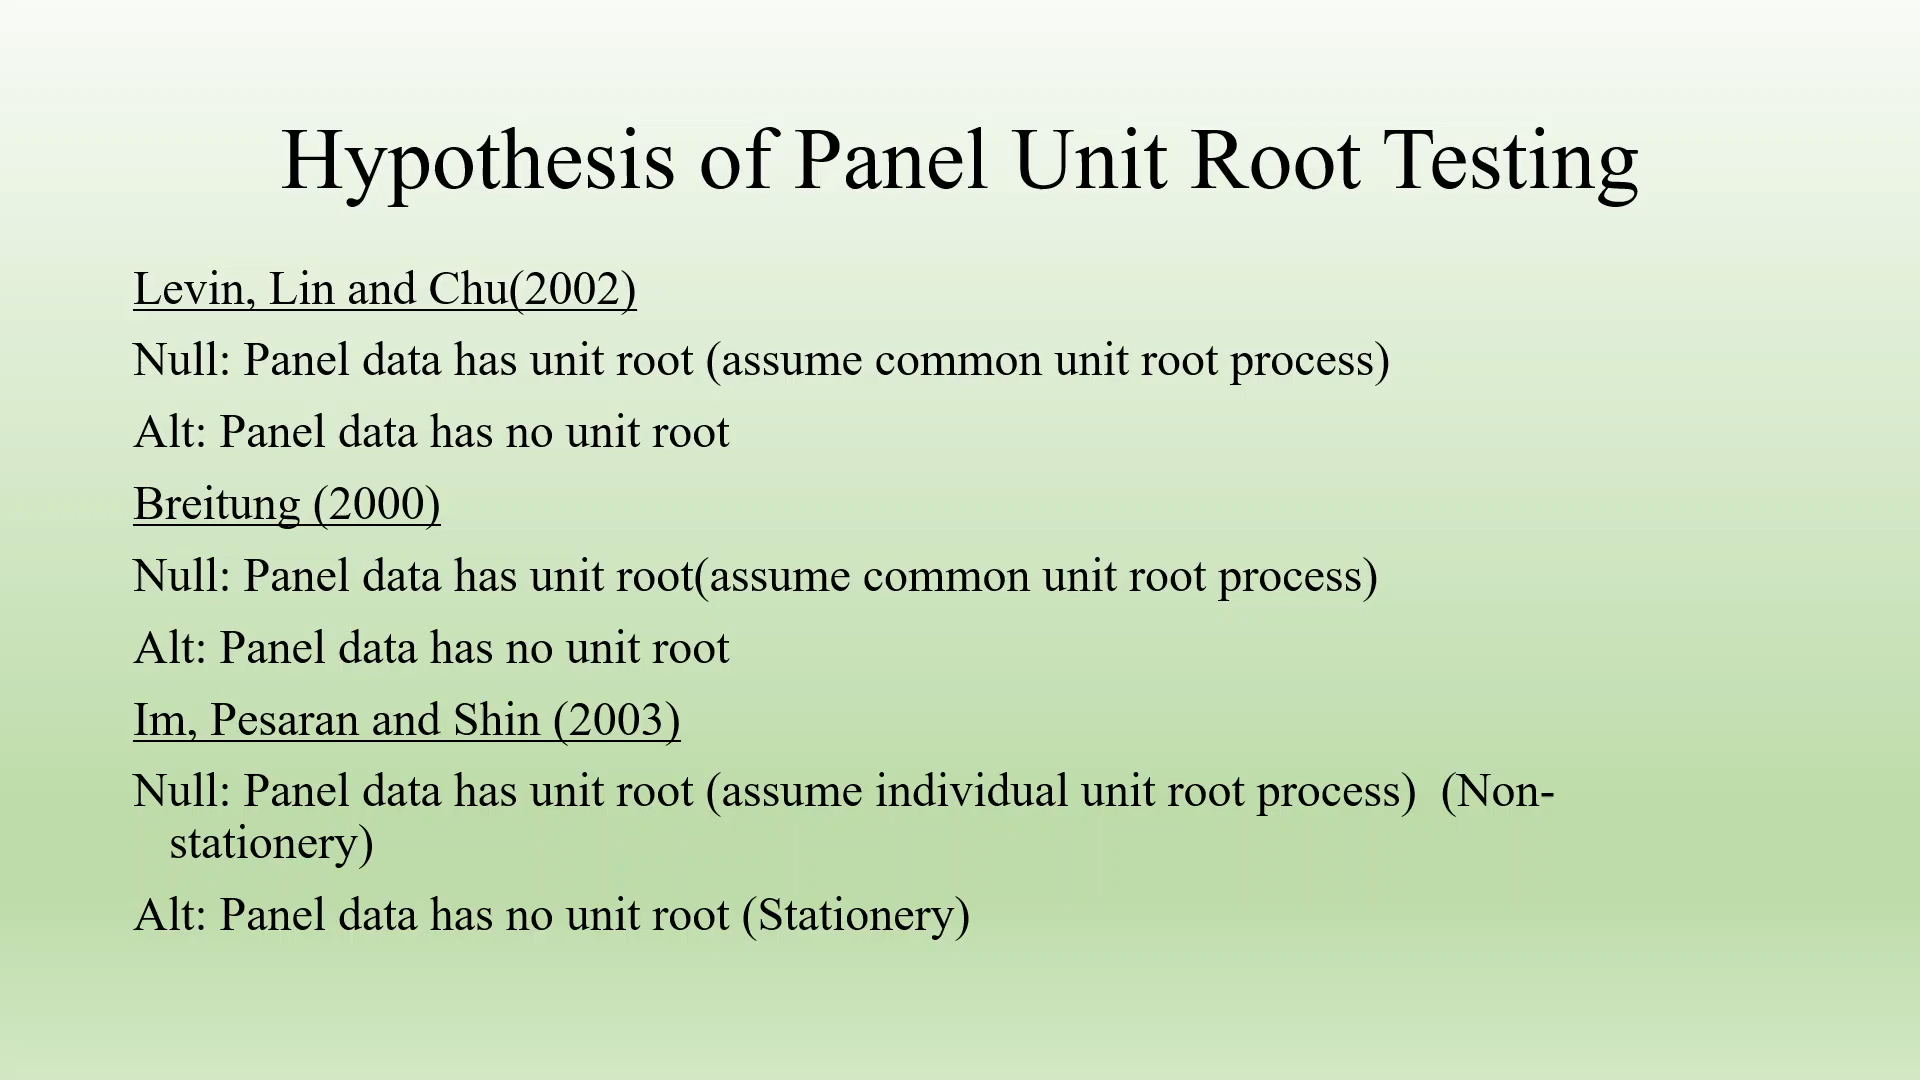 Hypothesis of Panel Unit Root Testing
Levin, Lin and Chu(2002)
Null: Panel data has unit root (assume common unit root process)
Alt: Panel data has no unit root
Breitung (2000)
Null: Panel data has unit root(assume common unit root process)
Alt: Panel data has no unit root
Im, Pesaran and Shin (2003)
Null: Panel data has unit root (assume individual unit root process)  (Non-
stationery)
Alt: Panel data has no unit root (Stationery)